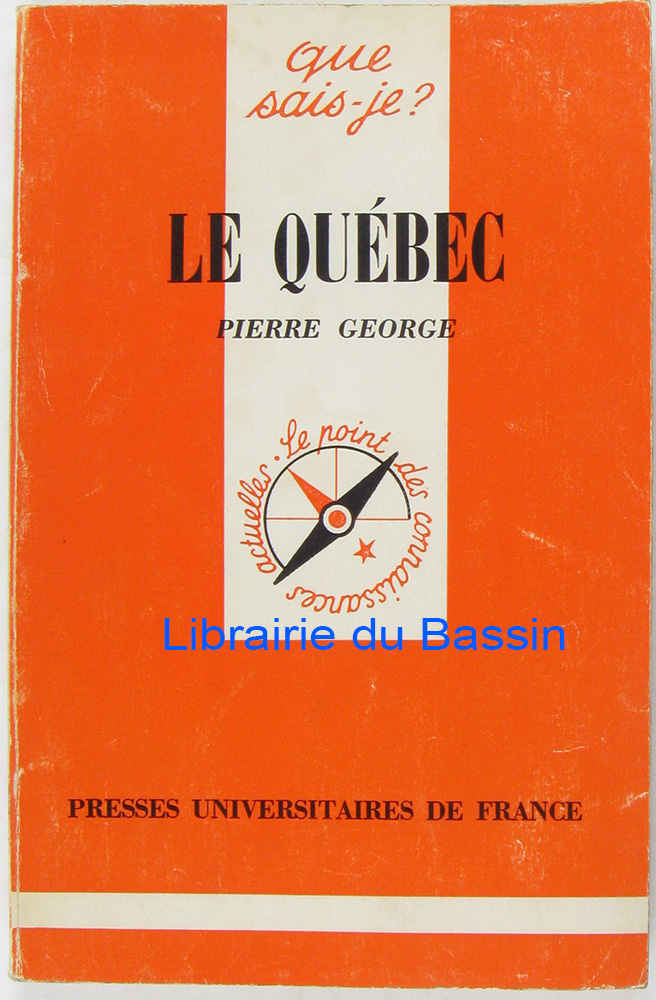 que
sais-je?
LE QUÉBEC
PIERRE GEORGE
Le point des connaissances actuelles.
Librairie du Bassin
PRESSES UNIVERSITAIRES DE FRANCE